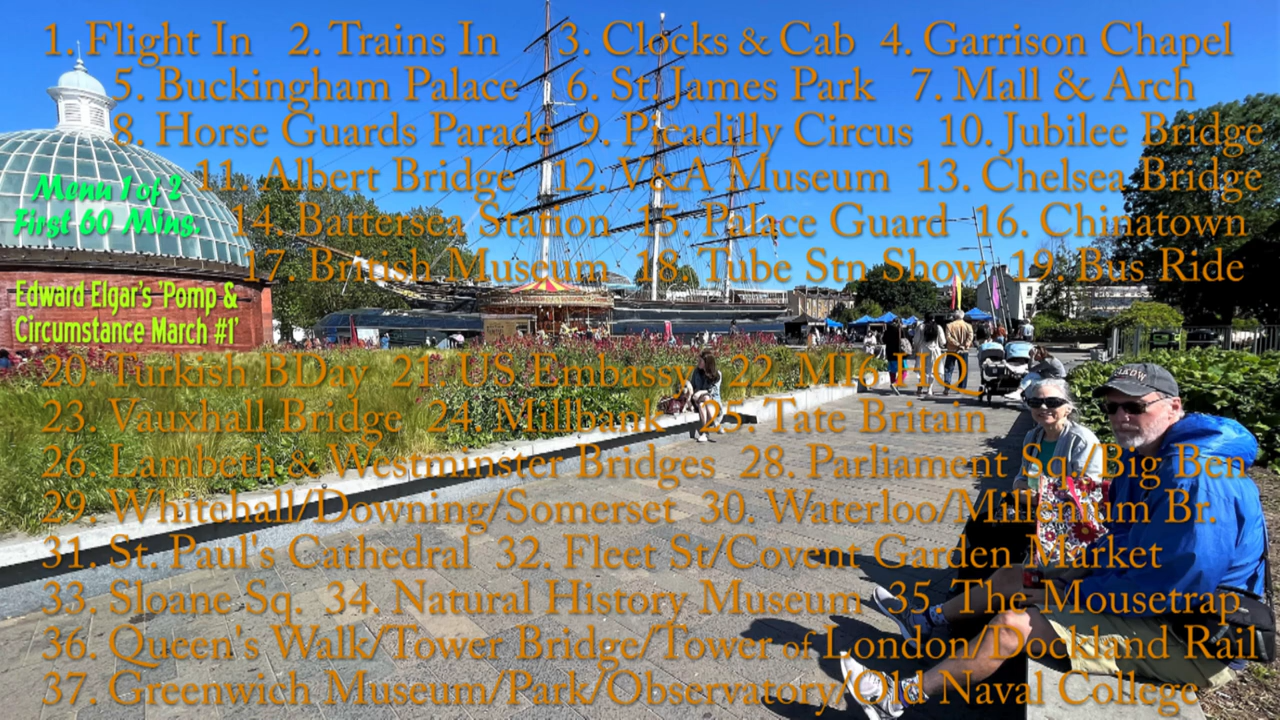 1. Flight In 2. Trains In 3. Clocks & Cab 4. Garrison Chapel
5. Buckingham Palace 6. St. James Park 7. Mall & Arch
8. Horse Guards Parade 9. Picadilly Circus 10. Jubilee Bridge
11. Albert Bridge 12. V&A Museum 13. Chelsea Bridge
Menu 1 of 2
First 60 Mins.
14. Battersea Station 15. Palace Guard 16. Chinatown
17. British Museum 18. Tube Stn Show 19. Bus Ride
Edward Elgar's 'Pomp &
Circumstance March #1'
20. Turkish BDay 21. US Embassy 22. MI6 HQ
23. Vauxhall Bridge 24. Millbank 25. Tate Britain
26. Lambeth & Westminster Bridges 28. Parliament Sq./Big Ben
29. Whitehall/Downing/Somerset 30. Waterloo/Millenium Br.
31. St. Paul's Cathedral 32. Fleet St/Covent Garden Market
33. Sloane Sq. 34. Natural History Museum 35. The Mousetrap
36. Queen's Walk/Tower Bridge/Tower of London/Dockland Rail
37. Greenwich Museum/Park/Observatory/Old Naval College